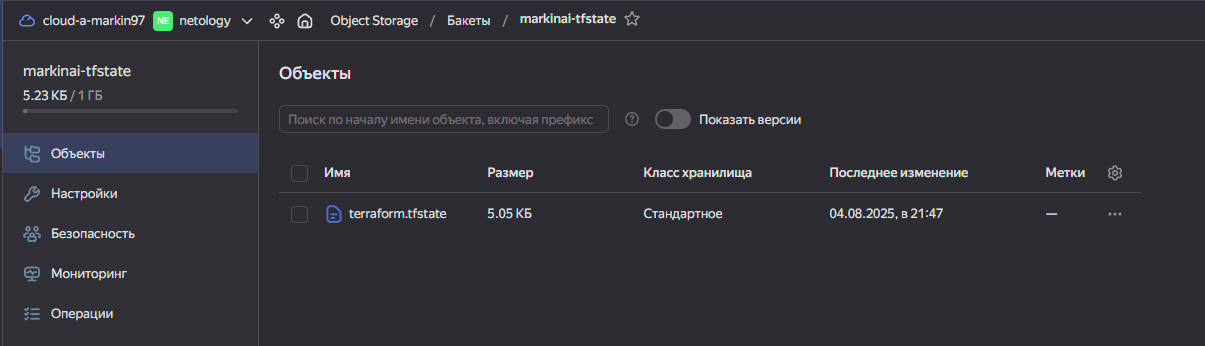 cloud-a-markin97 NE netology Object Storage / Бакеты / markinai-tfstate
markinai-tfstate
5.23 КБ / 1 ГБ
Объекты
Настройки
Безопасность
Мониторинг
Операции
Объекты
Поиск по началу имени объекта, включая префикс Показать версии
Имя Размер Класс хранилища Последнее изменение Метки
terraform.tfstate 5.05 КБ Стандартное 04.08.2025, в 21:47 —